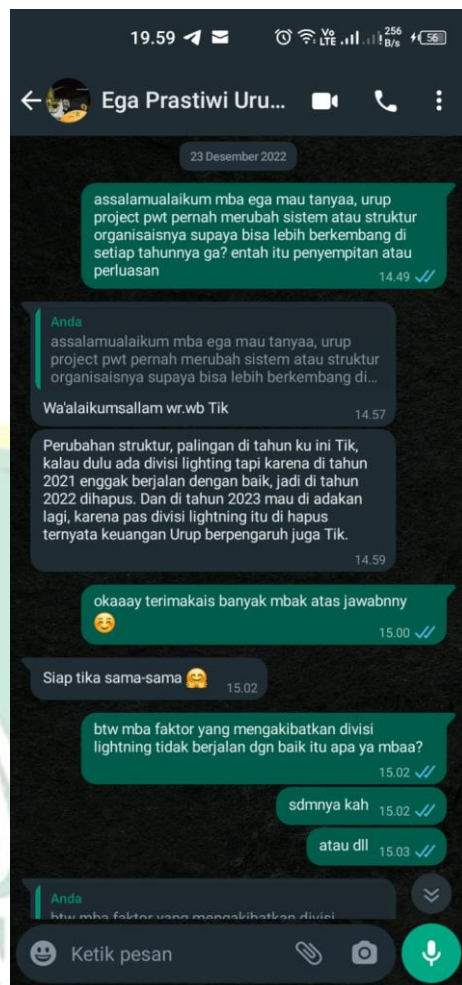 19.59
Vo
LTE
256
B/s
56
Ega Prastiwi Uru...
23 Desember 2022
assalamualaikum mba ega mau tanyaa, urup
project pwt pernah merubah sistem atau struktur
organisaisnya supaya bisa lebih berkembang di
setiap tahunnya ga? entah itu penyempitan atau
perluasan
14.49
Anda
assalamualaikum mba ega mau tanyaa, urup
project pwt pernah merubah sistem atau struktur
organisaisnya supaya bisa lebih berkembang di...
Wa'alaikumsallam wr.wb Tik
14.57
Perubahan struktur, palingan di tahun ku ini Tik,
kalau dulu ada divisi lighting tapi karena di tahun
2021 enggak berjalan dengan baik, jadi di tahun
2022 dihapus. Dan di tahun 2023 mau di adakan
lagi, karena pas divisi lightning itu di hapus
ternyata keuangan Urup berpengaruh juga Tik.
14.59
okaaay terimakais banyak mbak atas jawabnny
15.00
Siap tika sama-sama
15.02
btw mba faktor yang mengakibatkan divisi
lightning tidak berjalan dgn baik itu apa ya mbaa?
15.02
sdmnya kah 15.02
atau dll 15.03
Anda
btw mba faktor yang mengakibatkan divisi
Ketik pesan